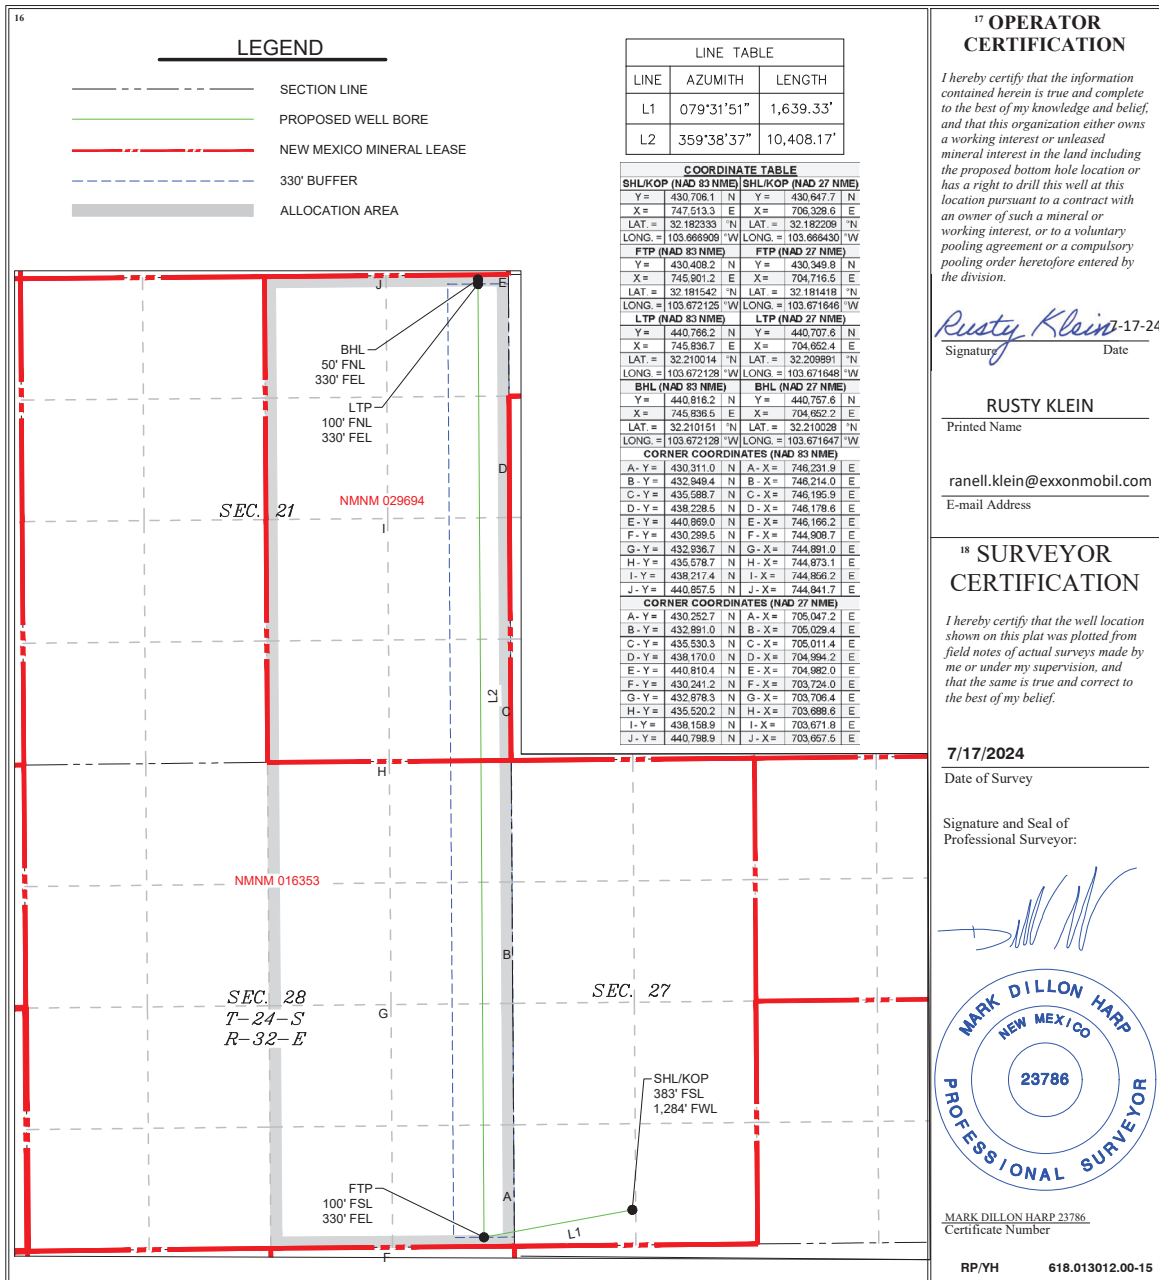 16
LEGEND
SECTION LINE
PROPOSED WELL BORE
NEW MEXICO MINERAL LEASE
330' BUFFER
ALLOCATION AREA
LINE TABLE
LINE AZUMITH LENGTH
L1 079°31'51" 1,639.33'
L2 359°38'37" 10,408.17'
COORDINATE TABLE
SHL/KOP (NAD 83 NME) SHL/KOP (NAD 27 NME)
Y = 430,706.1 N Y = 430,647.7 N
X = 747,513.3 E X = 706,328.6 E
LAT. = 32.182333 °N LAT. = 32.182209 °N
LONG. = 103.666909 °W LONG. = 103.666430 °W
FTP (NAD 83 NME) FTP (NAD 27 NME)
Y = 430,408.2 N Y = 430,349.8 N
X = 745,901.2 E X = 704,716.5 E
LAT. = 32.181542 °N LAT. = 32.181418 °N
LONG. = 103.672125 °W LONG. = 103.671646 °W
LTP (NAD 83 NME) LTP (NAD 27 NME)
Y = 440,766.2 N Y = 440,707.6 N
X = 745,836.7 E X = 704,652.4 E
LAT. = 32.210014 °N LAT. = 32.209891 °N
LONG. = 103.672128 °W LONG. = 103.671648 °W
BHL (NAD 83 NME) BHL (NAD 27 NME)
Y = 440,816.2 N Y = 440,757.6 N
X = 745,836.5 E X = 704,652.2 E
LAT. = 32.210151 °N LAT. = 32.210028 °N
LONG. = 103.672128 °W LONG. = 103.671647 °W
CORNER COORDINATES (NAD 83 NME)
A - Y = 430,311.0 N A - X = 746,231.9 E
B - Y = 432,949.4 N B - X = 746,214.0 E
C - Y = 435,588.7 N C - X = 746,195.9 E
D - Y = 438,228.5 N D - X = 746,178.6 E
E - Y = 440,869.0 N E - X = 746,166.2 E
F - Y = 430,299.5 N F - X = 744,908.7 E
G - Y = 432,936.7 N G - X = 744,891.0 E
H - Y = 435,578.7 N H - X = 744,873.1 E
I - Y = 438,217.4 N I - X = 744,856.2 E
J - Y = 440,857.5 N J - X = 744,841.7 E
CORNER COORDINATES (NAD 27 NME)
A - Y = 430,252.7 N A - X = 705,047.2 E
B - Y = 432,891.0 N B - X = 705,029.4 E
C - Y = 435,530.3 N C - X = 705,011.4 E
D - Y = 438,170.0 N D - X = 704,994.2 E
E - Y = 440,810.4 N E - X = 704,982.0 E
F - Y = 430,241.2 N F - X = 703,724.0 E
G - Y = 432,878.3 N G - X = 703,706.4 E
H - Y = 435,520.2 N H - X = 703,688.6 E
I - Y = 438,158.9 N I - X = 703,671.8 E
J - Y = 440,798.9 N J - X = 703,657.5 E
J
E
BHL
50' FNL
330' FEL
LTP
100' FNL
330' FEL
D
NMNM 029694
SEC. 21
I
L2
C
H
NMNM 016353
B
SEC. 28
T-24-S
R-32-E
G
SEC. 27
SHL/KOP
383' FSL
1,284' FWL
FTP
100' FSL
330' FEL
A
L1
F
17 OPERATOR
CERTIFICATION
I hereby certify that the information
contained herein is true and complete
to the best of my knowledge and belief,
and that this organization either owns
a working interest or unleased
mineral interest in the land including
the proposed bottom hole location or
has a right to drill this well at this
location pursuant to a contract with
an owner of such a mineral or
working interest, or to a voluntary
pooling agreement or a compulsory
pooling order heretofore entered by
the division.
Rusty Klein 7-17-24
Signature Date
RUSTY KLEIN
Printed Name
ranell.klein@exxonmobil.com
E-mail Address
18 SURVEYOR
CERTIFICATION
I hereby certify that the well location
shown on this plat was plotted from
field notes of actual surveys made by
me or under my supervision, and
that the same is true and correct to
the best of my belief.
7/17/2024
Date of Survey
Signature and Seal of
Professional Surveyor:
MARK DILLON HARP
NEW MEXICO
23786
PROFESSIONAL SURVEYOR
MARK DILLON HARP 23786
Certificate Number
RP/YH 618.013012.00-15